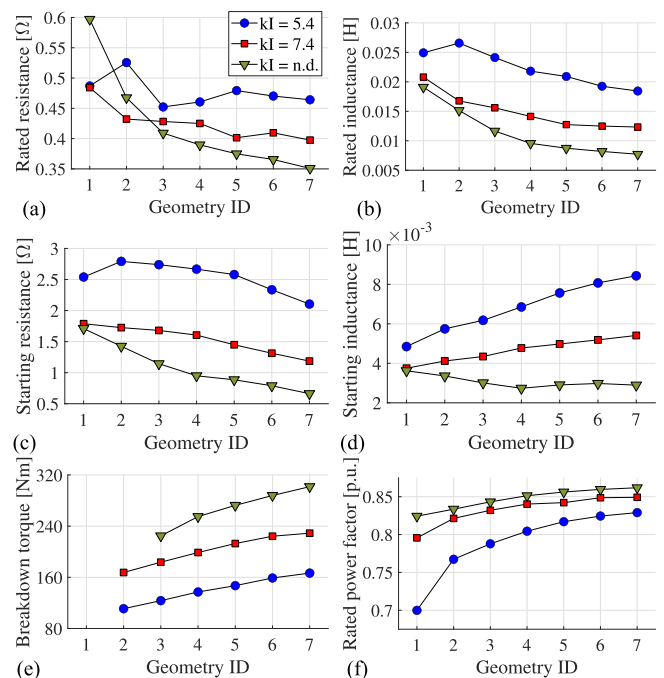 Rated resistance [Ω]
0.6
0.55
0.5
0.45
0.4
0.35
kI = 5.4
kI = 7.4
kI = n.d.
1 2 3 4 5 6 7
(a) Geometry ID
Rated inductance [H]
0.03
0.025
0.02
0.015
0.01
0.005
1 2 3 4 5 6 7
(b) Geometry ID
Starting resistance [Ω]
3
2.5
2
1.5
1
0.5
1 2 3 4 5 6 7
(c) Geometry ID
Starting inductance [H]
×10-3
10
8
6
4
2
1 2 3 4 5 6 7
(d) Geometry ID
Breakdown torque [Nm]
320
240
160
80
1 2 3 4 5 6 7
(e) Geometry ID
Rated power factor [p.u.]
0.85
0.8
0.75
0.7
1 2 3 4 5 6 7
(f) Geometry ID